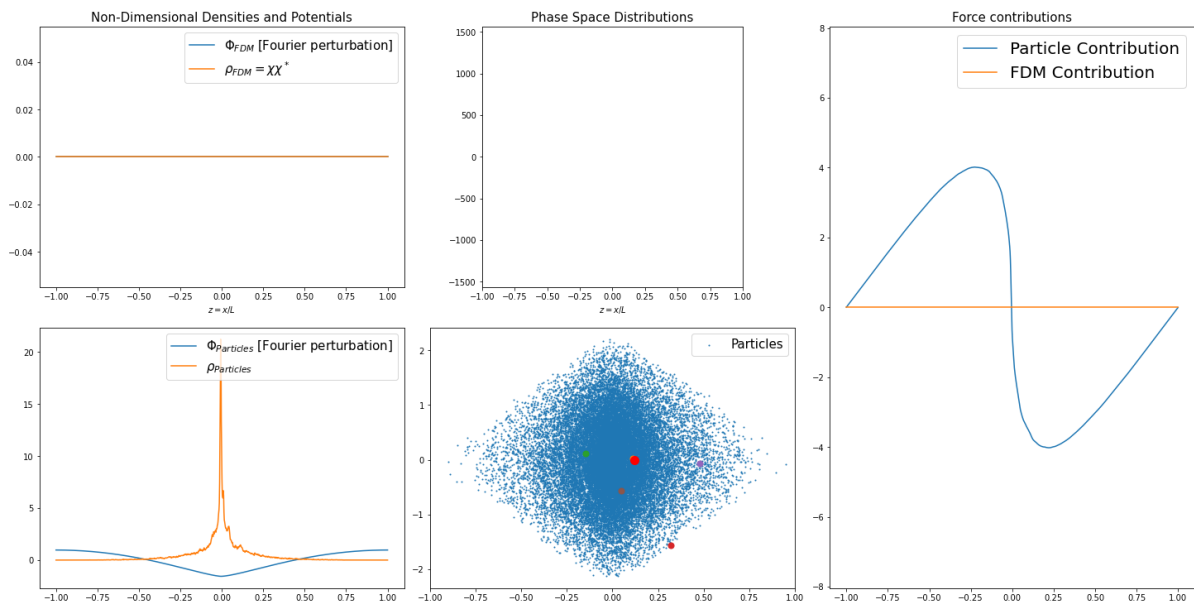 Non-Dimensional Densities and Potentials
Φ_FDM [Fourier perturbation]
ρ_FDM = χχ*
0.04
0.02
0.00
−0.02
−0.04
−1.00 −0.75 −0.50 −0.25 0.00 0.25 0.50 0.75 1.00
z = x/L
Phase Space Distributions
1500
1000
500
0
−500
−1000
−1500
−1.00 −0.75 −0.50 −0.25 0.00 0.25 0.50 0.75 1.00
z = x/L
Force contributions
Particle Contribution
FDM Contribution
8
6
4
2
0
−2
−4
−6
−8
−1.00 −0.75 −0.50 −0.25 0.00 0.25 0.50 0.75 1.00
Φ_Particles [Fourier perturbation]
ρ_Particles
20
15
10
5
0
−1.00 −0.75 −0.50 −0.25 0.00 0.25 0.50 0.75 1.00
Particles
2
1
0
−1
−2
−1.00 −0.75 −0.50 −0.25 0.00 0.25 0.50 0.75 1.00